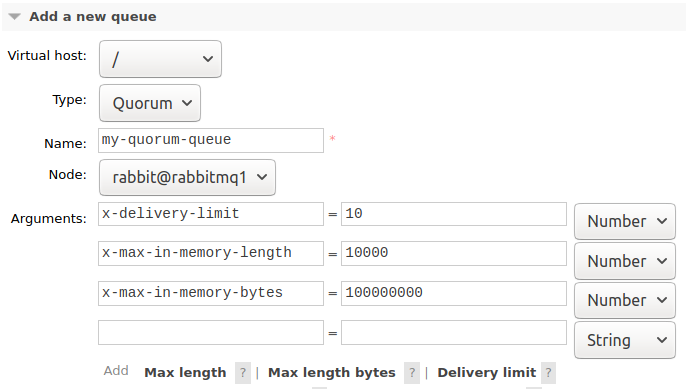 Add a new queue
Virtual host: /
Type: Quorum
Name: my-quorum-queue *
Node: rabbit@rabbitmq1
Arguments: x-delivery-limit = 10 Number
x-max-in-memory-length = 10000 Number
x-max-in-memory-bytes = 100000000 Number
= String
Add Max length ? | Max length bytes ? | Delivery limit ?